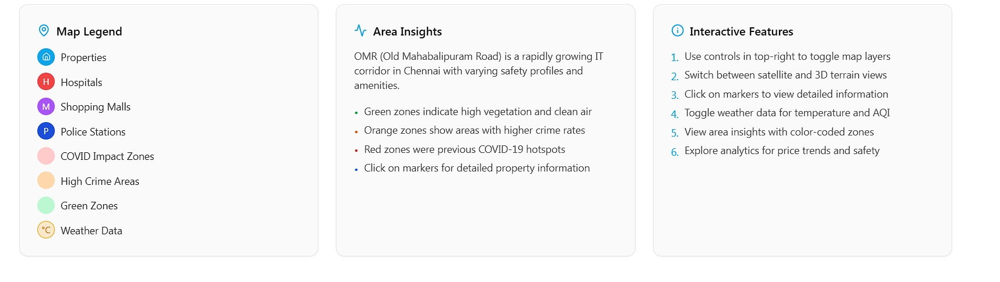 Map Legend
Properties
H Hospitals
M Shopping Malls
P Police Stations
COVID Impact Zones
High Crime Areas
Green Zones
°C Weather Data
Area Insights
OMR (Old Mahabalipuram Road) is a rapidly growing IT
corridor in Chennai with varying safety profiles and
amenities.
• Green zones indicate high vegetation and clean air
• Orange zones show areas with higher crime rates
• Red zones were previous COVID-19 hotspots
• Click on markers for detailed property information
Interactive Features
1. Use controls in top-right to toggle map layers
2. Switch between satellite and 3D terrain views
3. Click on markers to view detailed information
4. Toggle weather data for temperature and AQI
5. View area insights with color-coded zones
6. Explore analytics for price trends and safety